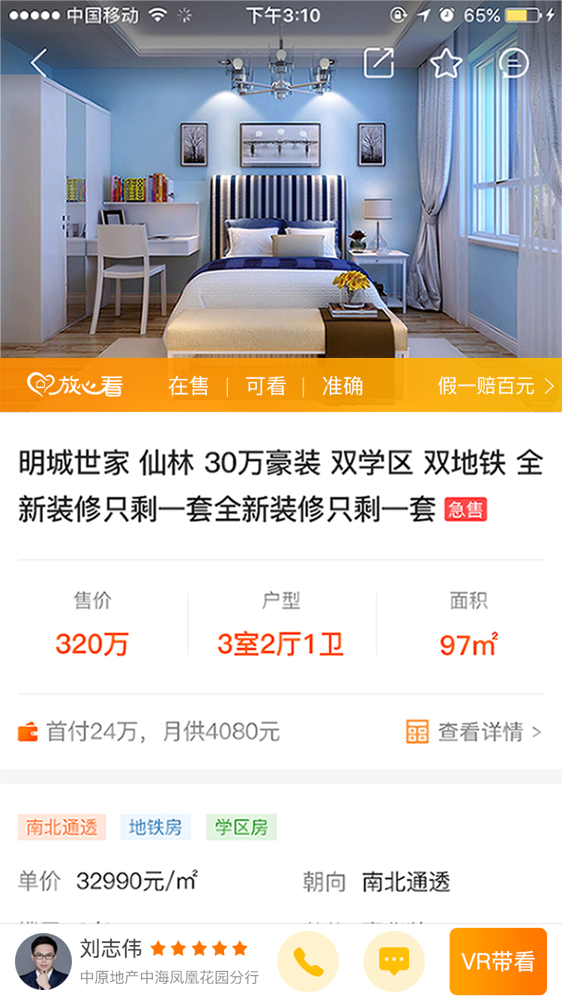 中国移动 下午3:10 65%
放心看 在售 | 可看 | 准确 假一赔百元 >
明城世家 仙林 30万豪装 双学区 双地铁 全
新装修只剩一套全新装修只剩一套 急售
售价 户型 面积
320万 3室2厅1卫 97㎡
首付24万，月供4080元 查看详情 >
南北通透 地铁房 学区房
单价 32990元/㎡ 朝向 南北通透
刘志伟
中原地产中海凤凰花园分行
VR带看